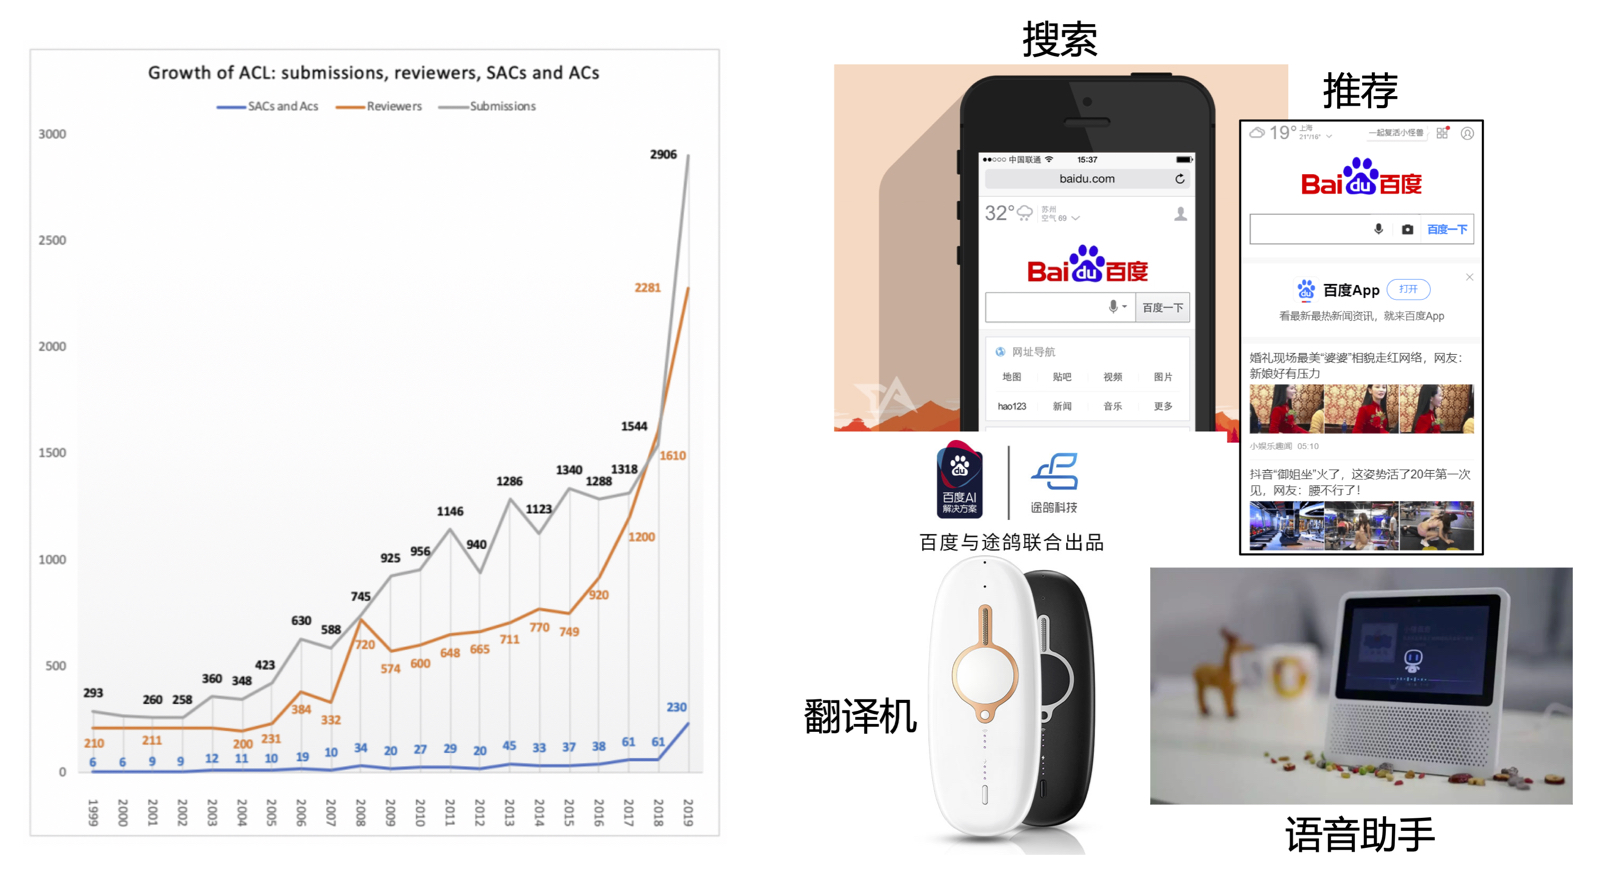 Growth of ACL: submissions, reviewers, SACs and ACs
SACs and Acs
Reviewers
Submissions
3000
2500
2000
1500
1000
500
0
293
260
258
360
348
423
630
588
745
925
956
1146
940
1286
1123
1340
1288
1318
1544
2906
210
211
200
231
384
332
720
574
600
648
665
711
770
749
920
1200
1610
2281
6
6
9
9
12
11
10
19
10
34
20
27
29
20
45
33
37
38
61
61
230
1999
2000
2001
2002
2003
2004
2005
2006
2007
2008
2009
2010
2011
2012
2013
2014
2015
2016
2017
2018
2019
搜索
中国联通
15:37
baidu.com
32°
苏州
空气 69
Bai du 百度
百度一下
网址导航
地图 贴吧 视频 图片
hao123 新闻 音乐 更多
TA
推荐
19°
上海
21°/16°
一起复活小怪兽
Bai du 百度
百度一下
du
百度App
打开
看最新最热新闻资讯，就来百度App
婚礼现场最美“婆婆”相貌走红网络，网友：
新娘好有压力
小娱乐趣闻 05:10
抖音“御姐坐”火了，这姿势活了20年第一次
见，网友：腰不行了！
du
百度AI
解决方案
途鸽科技
百度与途鸽联合出品
翻译机
语音助手